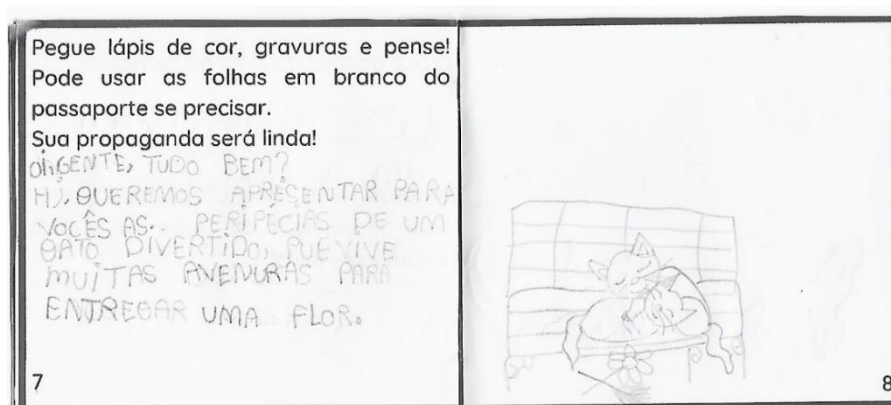 Pegue lápis de cor, gravuras e pense!
Pode usar as folhas em branco do
passaporte se precisar.
Sua propaganda será linda!
OI, GENTE, TUDO BEM?
HJ, QUEREMOS APRESENTAR PARA
VOCÊS AS.. PERIPÉCIAS DE UM
GATO DIVERTIDO, QUE VIVE
MUITAS AVENURAS PARA
ENTREGAR UMA FLOR.
7
8